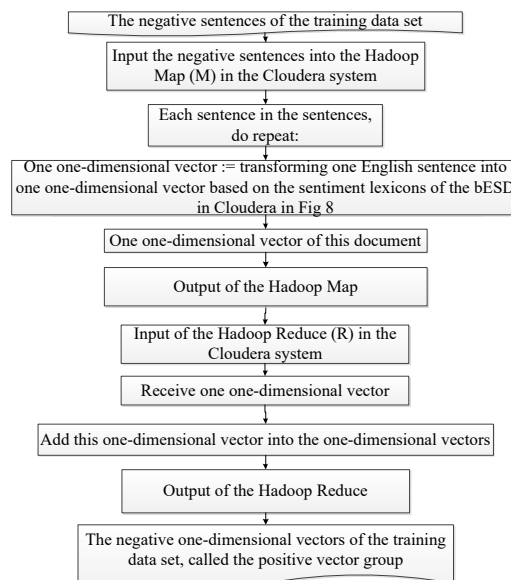 The negative sentences of the training data set
Input the negative sentences into the Hadoop
Map (M) in the Cloudera system
Each sentence in the sentences,
do repeat:
One one-dimensional vector := transforming one English sentence into
one one-dimensional vector based on the sentiment lexicons of the bESD
in Cloudera in Fig 8
One one-dimensional vector of this document
Output of the Hadoop Map
Input of the Hadoop Reduce (R) in the
Cloudera system
Receive one one-dimensional vector
Add this one-dimensional vector into the one-dimensional vectors
Output of the Hadoop Reduce
The negative one-dimensional vectors of the training
data set, called the positive vector group